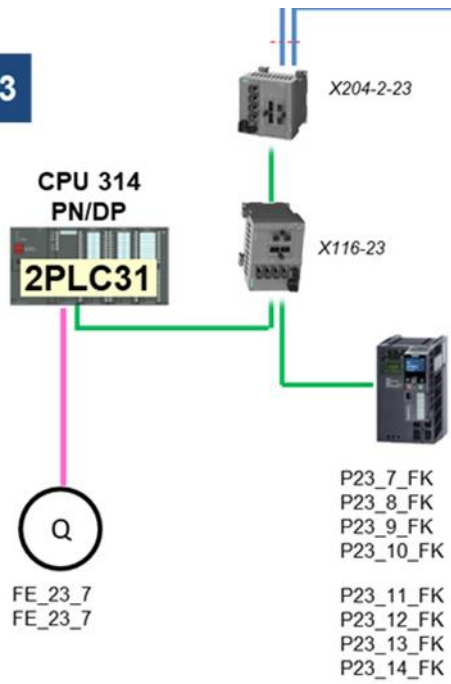 3
X204-2-23
CPU 314
PN/DP
2PLC31
X116-23
P23_7_FK
P23_8_FK
P23_9_FK
P23_10_FK
P23_11_FK
P23_12_FK
P23_13_FK
P23_14_FK
Q
FE_23_7
FE_23_7